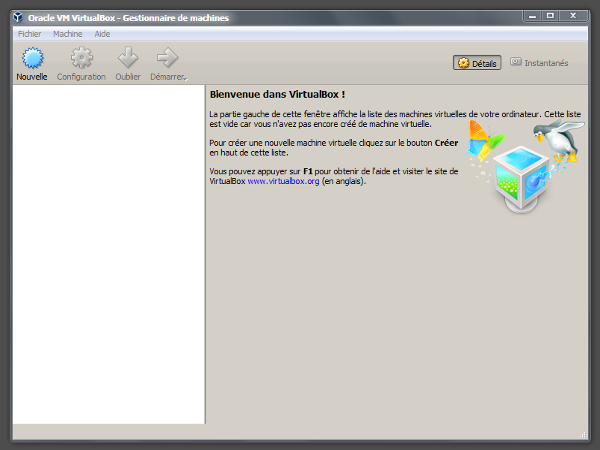 Oracle VM VirtualBox - Gestionnaire de machines
Fichier Machine Aide
Nouvelle Configuration Oublier Démarrer Détails Instantanés
Bienvenue dans VirtualBox !
La partie gauche de cette fenêtre affiche la liste des machines virtuelles de votre ordinateur. Cette liste
est vide car vous n'avez pas encore créé de machine virtuelle.
Pour créer une nouvelle machine virtuelle cliquez sur le bouton Créer
en haut de cette liste.
Vous pouvez appuyer sur F1 pour obtenir de l'aide et visiter le site de
VirtualBox www.virtualbox.org (en anglais).